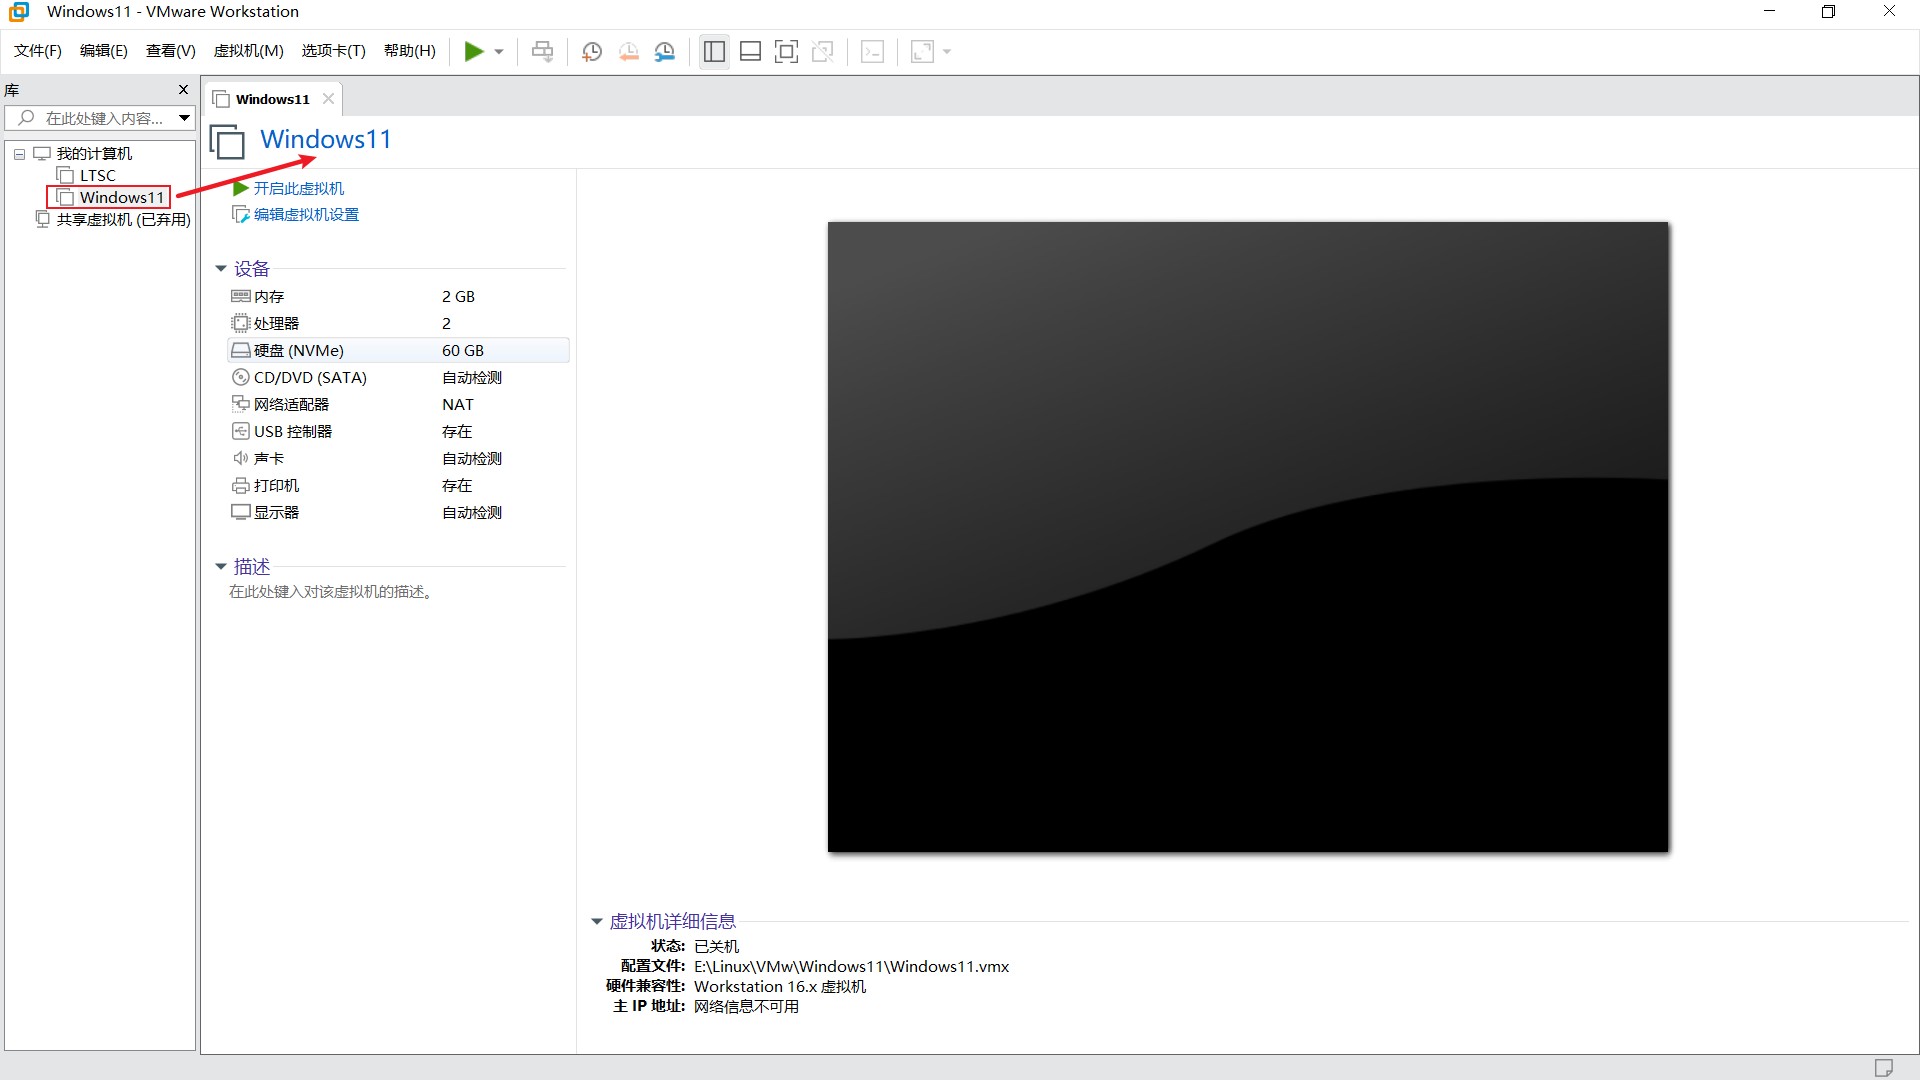 Windows11 - VMware Workstation
文件(F) 编辑(E) 查看(V) 虚拟机(M) 选项卡(T) 帮助(H)
库
在此处键入内容...
我的计算机
LTSC
Windows11
共享虚拟机 (已弃用)
Windows11
Windows11
开启此虚拟机
编辑虚拟机设置
设备
内存 2 GB
处理器 2
硬盘 (NVMe) 60 GB
CD/DVD (SATA) 自动检测
网络适配器 NAT
USB 控制器 存在
声卡 自动检测
打印机 存在
显示器 自动检测
描述
在此处键入对该虚拟机的描述。
虚拟机详细信息
状态: 已关机
配置文件: E:\Linux\VMw\Windows11\Windows11.vmx
硬件兼容性: Workstation 16.x 虚拟机
主 IP 地址: 网络信息不可用